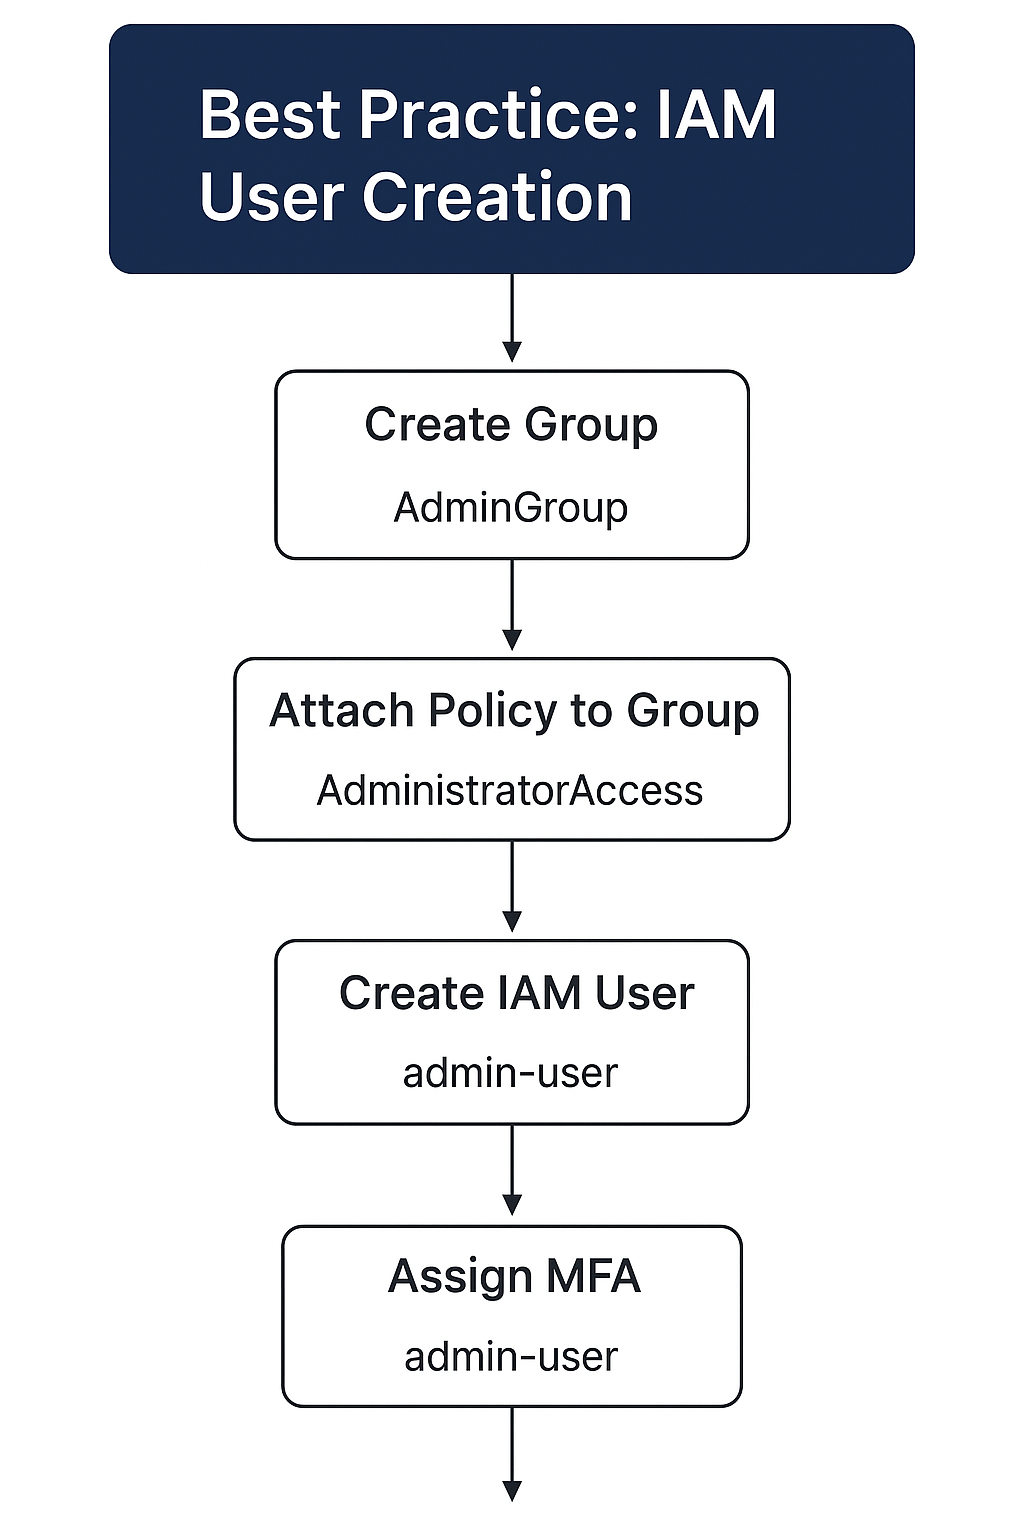 Best Practice: IAM
User Creation
Create Group
AdminGroup
Attach Policy to Group
AdministratorAccess
Create IAM User
admin-user
Assign MFA
admin-user